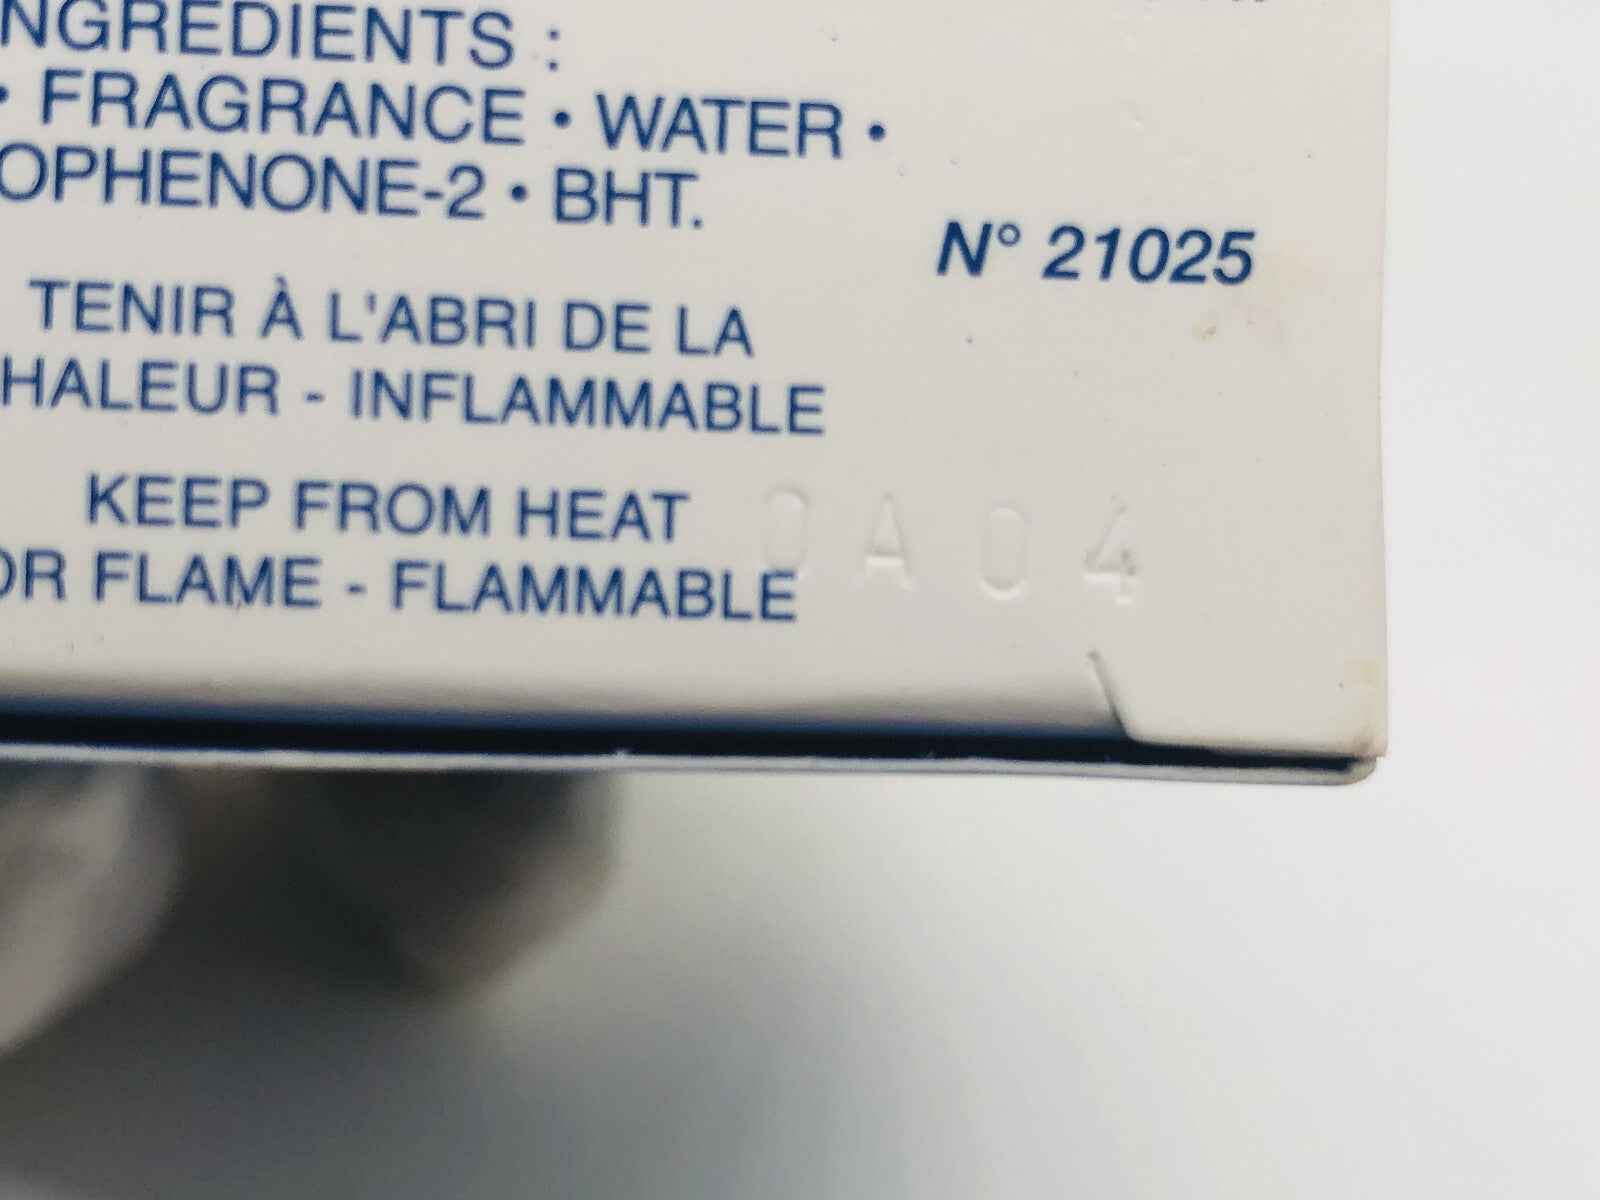 NGREDIENTS :
• FRAGRANCE • WATER •
OPHENONE-2 • BHT.
N° 21025
TENIR À L'ABRI DE LA
HALEUR - INFLAMMABLE
KEEP FROM HEAT
OR FLAME - FLAMMABLE
0A04